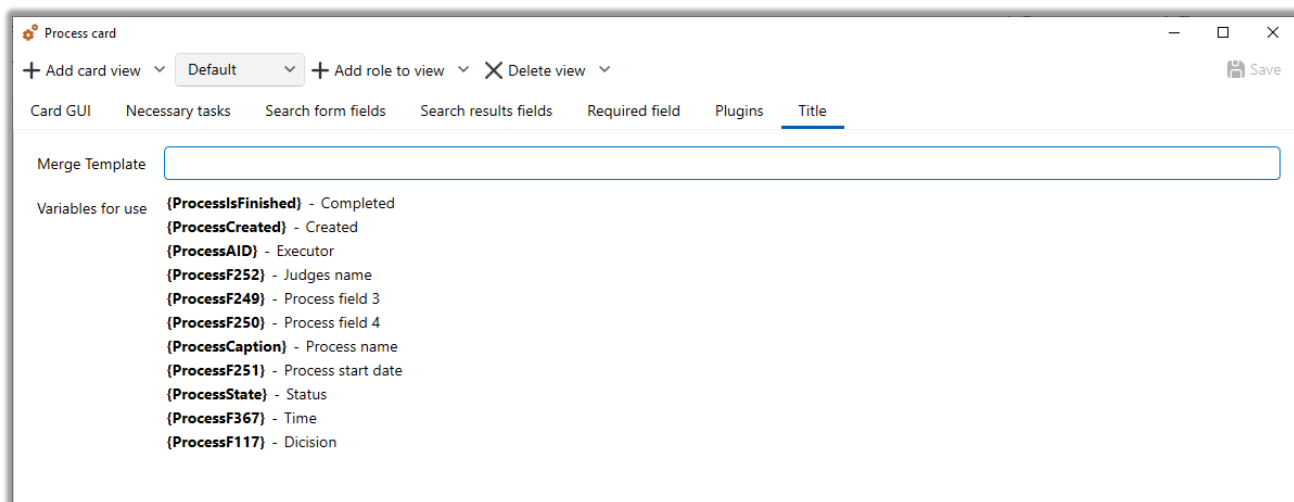 Process card
Add card view Default Add role to view Delete view Save
Card GUI Necessary tasks Search form fields Search results fields Required field Plugins Title
Merge Template
Variables for use {ProcessIsFinished} - Completed
{ProcessCreated} - Created
{ProcessAID} - Executor
{ProcessF252} - Judges name
{ProcessF249} - Process field 3
{ProcessF250} - Process field 4
{ProcessCaption} - Process name
{ProcessF251} - Process start date
{ProcessState} - Status
{ProcessF367} - Time
{ProcessF117} - Dicision